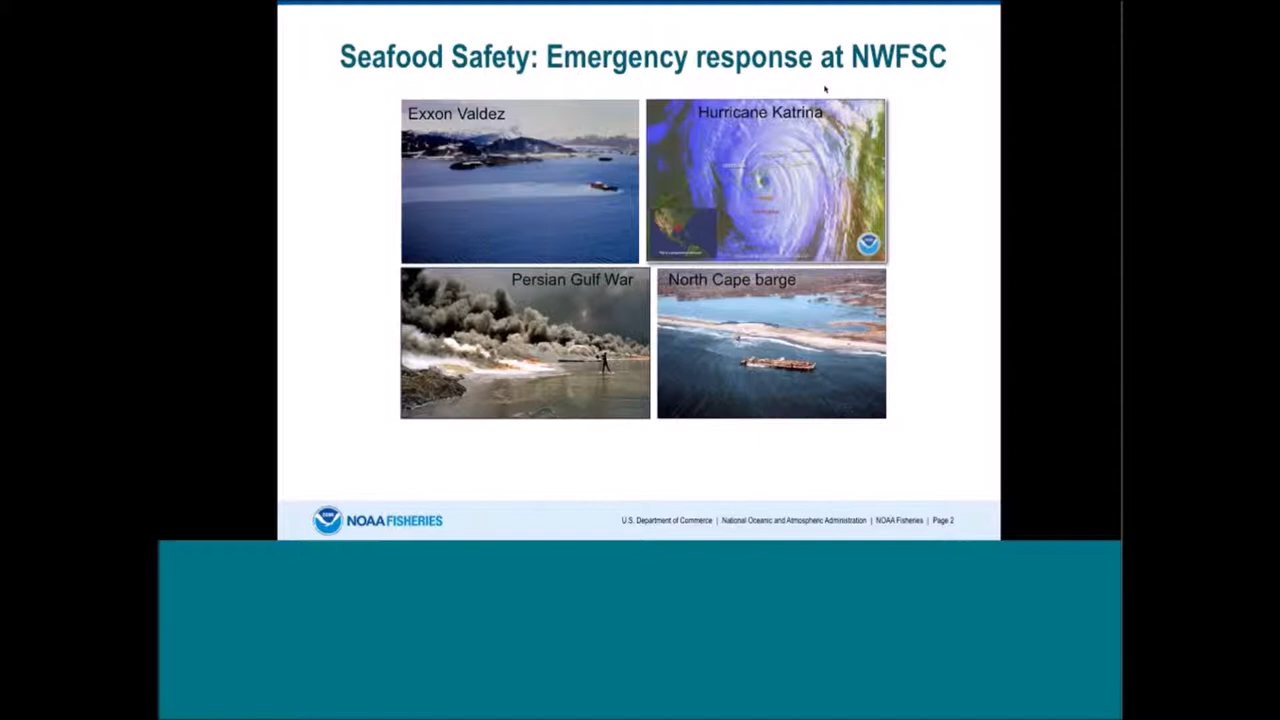 Seafood Safety: Emergency response at NWFSC
Exxon Valdez
Hurricane Katrina
Persian Gulf War
North Cape barge
NOAA FISHERIES
U.S. Department of Commerce | National Oceanic and Atmospheric Administration | NOAA Fisheries | Page 2